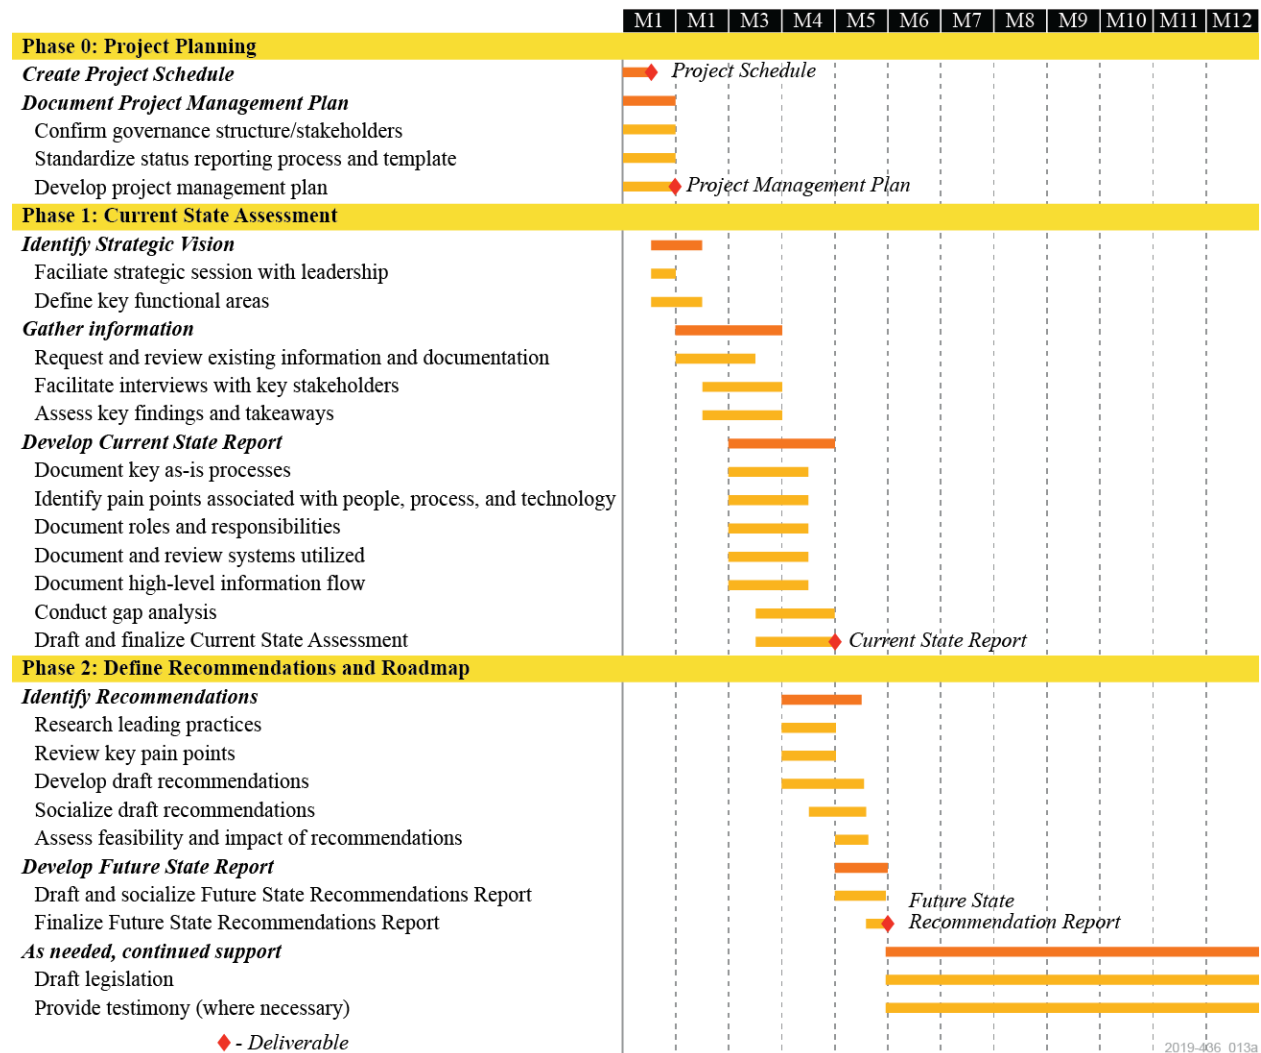 M1 M1 M3 M4 M5 M6 M7 M8 M9 M10 M11 M12
Phase 0: Project Planning
Create Project Schedule
Project Schedule
Document Project Management Plan
Confirm governance structure/stakeholders
Standardize status reporting process and template
Develop project management plan
Project Management Plan
Phase 1: Current State Assessment
Identify Strategic Vision
Faciliate strategic session with leadership
Define key functional areas
Gather information
Request and review existing information and documentation
Facilitate interviews with key stakeholders
Assess key findings and takeaways
Develop Current State Report
Document key as-is processes
Identify pain points associated with people, process, and technology
Document roles and responsibilities
Document and review systems utilized
Document high-level information flow
Conduct gap analysis
Draft and finalize Current State Assessment
Current State Report
Phase 2: Define Recommendations and Roadmap
Identify Recommendations
Research leading practices
Review key pain points
Develop draft recommendations
Socialize draft recommendations
Assess feasibility and impact of recommendations
Develop Future State Report
Draft and socialize Future State Recommendations Report
Finalize Future State Recommendations Report
Future State
Recommendation Report
As needed, continued support
Draft legislation
Provide testimony (where necessary)
- Deliverable
2019-436_013a